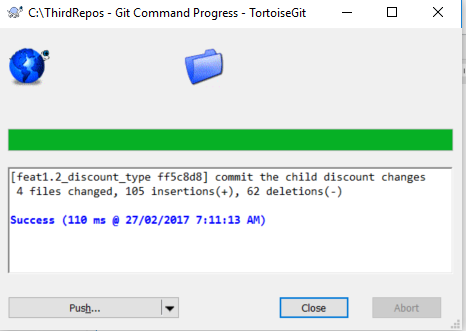 C:\ThirdRepos - Git Command Progress - TortoiseGit
[feat1.2_discount_type ff5c8d8] commit the child discount changes
4 files changed, 105 insertions(+), 62 deletions(-)
Success (110 ms @ 27/02/2017 7:11:13 AM)
Push...
Close
Abort